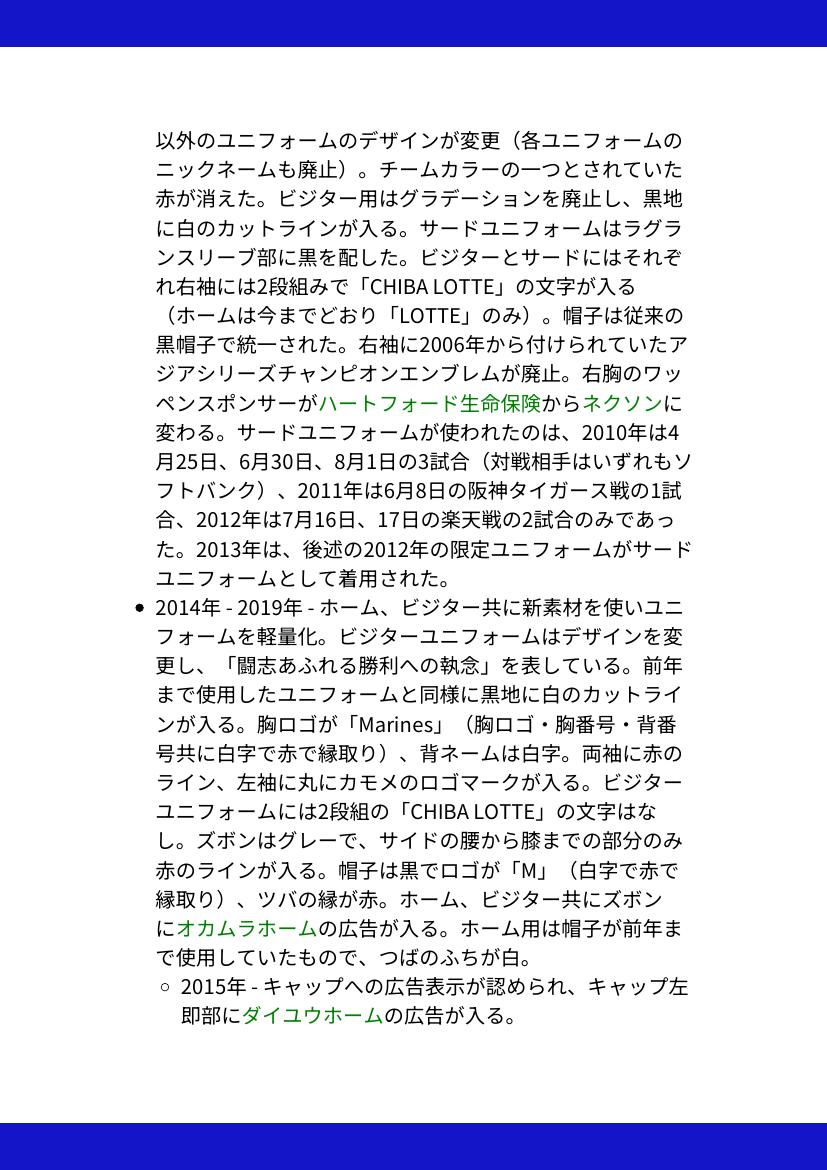 以外のユニフォームのデザインが変更（各ユニフォームの
ニックネームも廃止）。チームカラーの一つとされていた
赤が消えた。ビジター用はグラデーションを廃止し、黒地
に白のカットラインが入る。サードユニフォームはラグラ
ンスリーブ部に黒を配した。ビジターとサードにはそれぞ
れ右袖には2段組みで「CHIBA LOTTE」の文字が入る
（ホームは今までどおり「LOTTE」のみ）。帽子は従来の
黒帽子で統一された。右袖に2006年から付けられていたア
ジアシリーズチャンピオンエンブレムが廃止。右胸のワッ
ペンスポンサーがハートフォード生命保険からネクソンに
変わる。サードユニフォームが使われたのは、2010年は4
月25日、6月30日、8月1日の3試合（対戦相手はいずれもソ
フトバンク）、2011年は6月8日の阪神タイガース戦の1試
合、2012年は7月16日、17日の楽天戦の2試合のみであっ
た。2013年は、後述の2012年の限定ユニフォームがサード
ユニフォームとして着用された。
● 2014年 - 2019年 - ホーム、ビジター共に新素材を使いユニ
フォームを軽量化。ビジターユニフォームはデザインを変
更し、「闘志あふれる勝利への執念」を表している。前年
まで使用したユニフォームと同様に黒地に白のカットライ
ンが入る。胸ロゴが「Marines」（胸ロゴ・胸番号・背番
号共に白字で赤で縁取り）、背ネームは白字。両袖に赤の
ライン、左袖に丸にカモメのロゴマークが入る。ビジター
ユニフォームには2段組の「CHIBA LOTTE」の文字はな
し。ズボンはグレーで、サイドの腰から膝までの部分のみ
赤のラインが入る。帽子は黒でロゴが「M」（白字で赤で
縁取り）、ツバの縁が赤。ホーム、ビジター共にズボン
にオカムラホームの広告が入る。ホーム用は帽子が前年ま
で使用していたもので、つばのふちが白。
○ 2015年 - キャップへの広告表示が認められ、キャップ左
即部にダイユウホームの広告が入る。